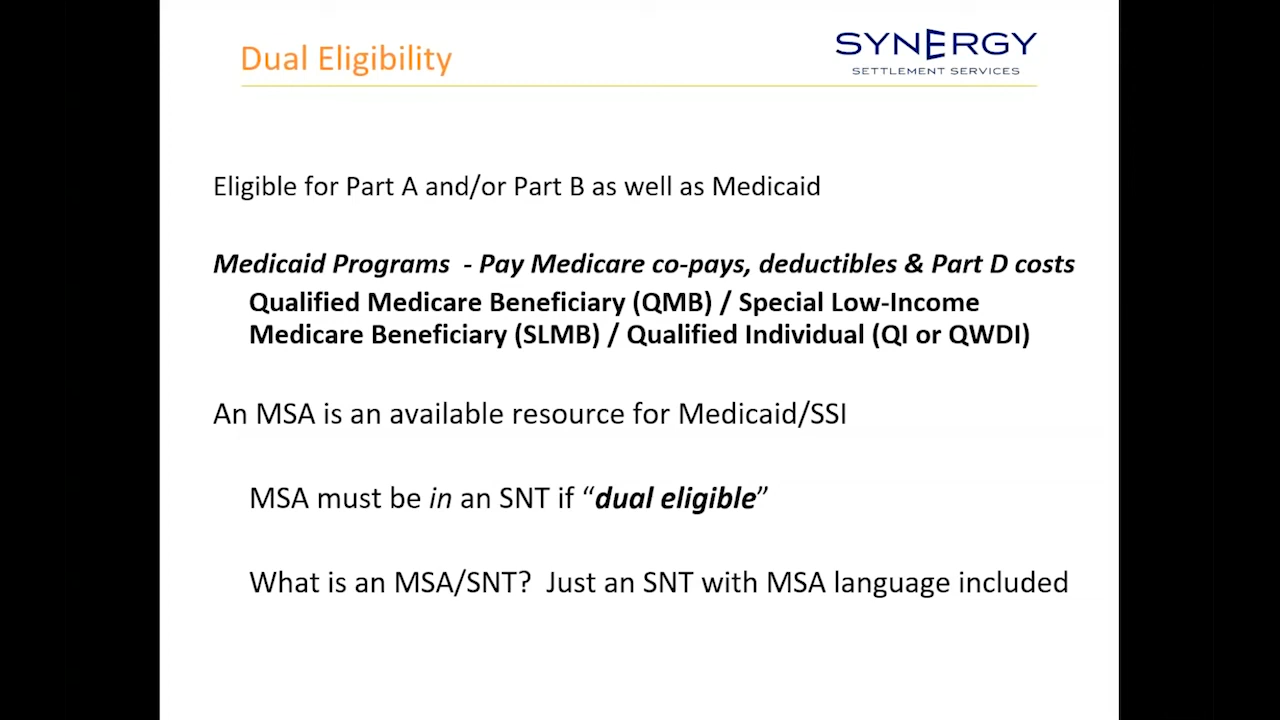 Dual Eligibility
SYNERGY
SETTLEMENT SERVICES
Eligible for Part A and/or Part B as well as Medicaid
Medicaid Programs - Pay Medicare co-pays, deductibles & Part D costs
Qualified Medicare Beneficiary (QMB) / Special Low-Income
Medicare Beneficiary (SLMB) / Qualified Individual (QI or QWDI)
An MSA is an available resource for Medicaid/SSI
MSA must be in an SNT if “dual eligible”
What is an MSA/SNT? Just an SNT with MSA language included